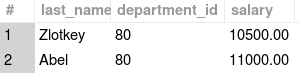 # last_name department_id salary
1 Zlotkey 80 10500.00
2 Abel 80 11000.00